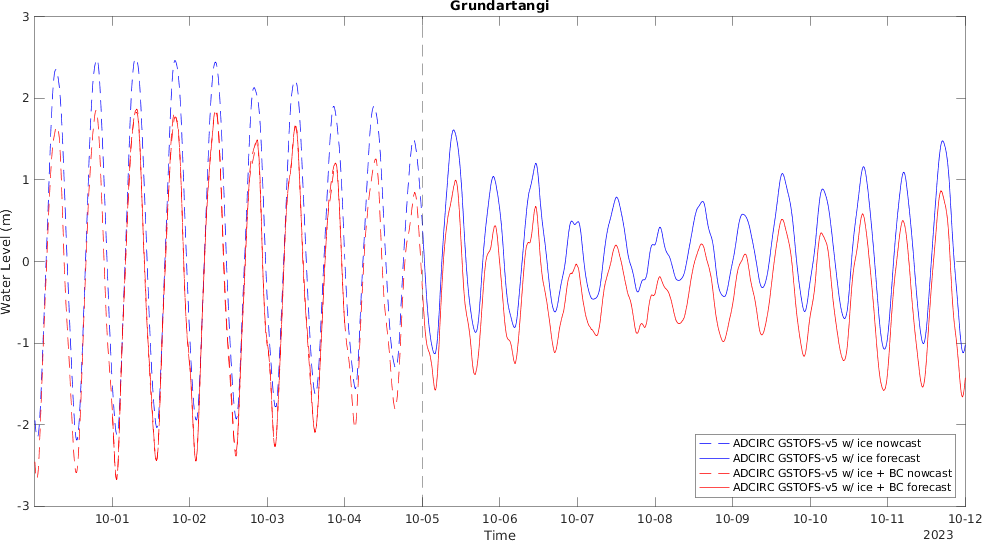 Grundartangi
3
2
1
0
-1
-2
-3
Water Level (m)
10-01
10-02
10-03
10-04
10-05
10-06
10-07
10-08
10-09
10-10
10-11
10-12
Time
2023
ADCIRC GSTOFS-v5 w/ ice nowcast
ADCIRC GSTOFS-v5 w/ ice forecast
ADCIRC GSTOFS-v5 w/ ice + BC nowcast
ADCIRC GSTOFS-v5 w/ ice + BC forecast